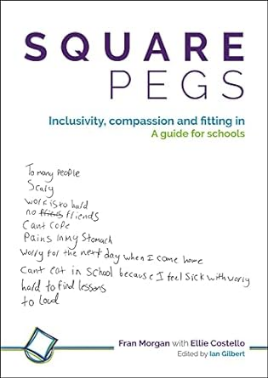 SQUARE
PEGS
Inclusivity, compassion and fitting in
A guide for schools
To many people
Scary
work is to hard
no friends
Cant cope
Pains in my Stomach
Worry for the next day when I come home
Cant eat in School because I feel Sick with worry
hard to find lessons
to loud
Fran Morgan with Ellie Costello
Edited by Ian Gilbert